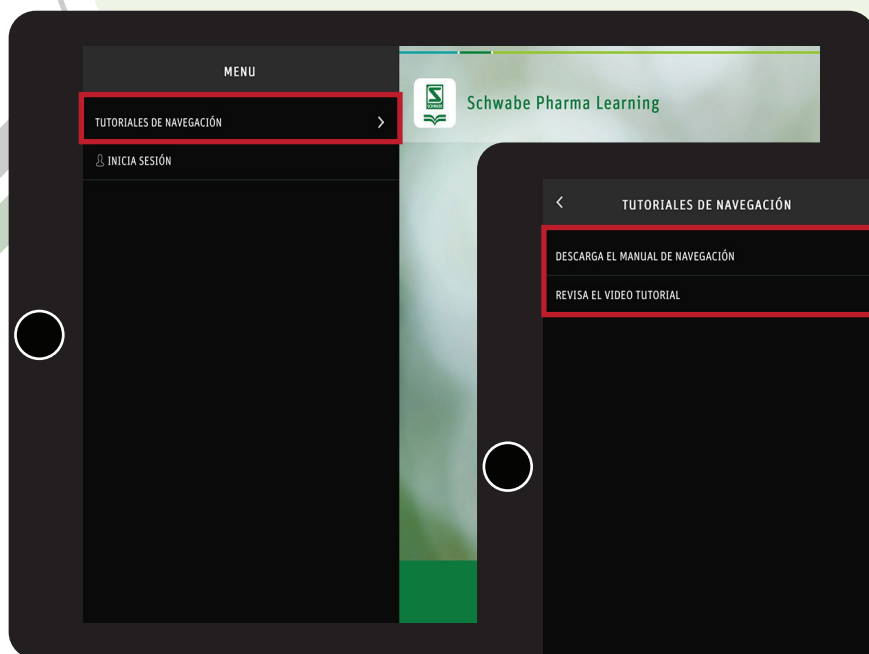 MENU
TUTORIALES DE NAVEGACIÓN
INICIA SESIÓN
SCHWABE
Schwabe Pharma Learning
TUTORIALES DE NAVEGACIÓN
DESCARGA EL MANUAL DE NAVEGACIÓN
REVISA EL VIDEO TUTORIAL